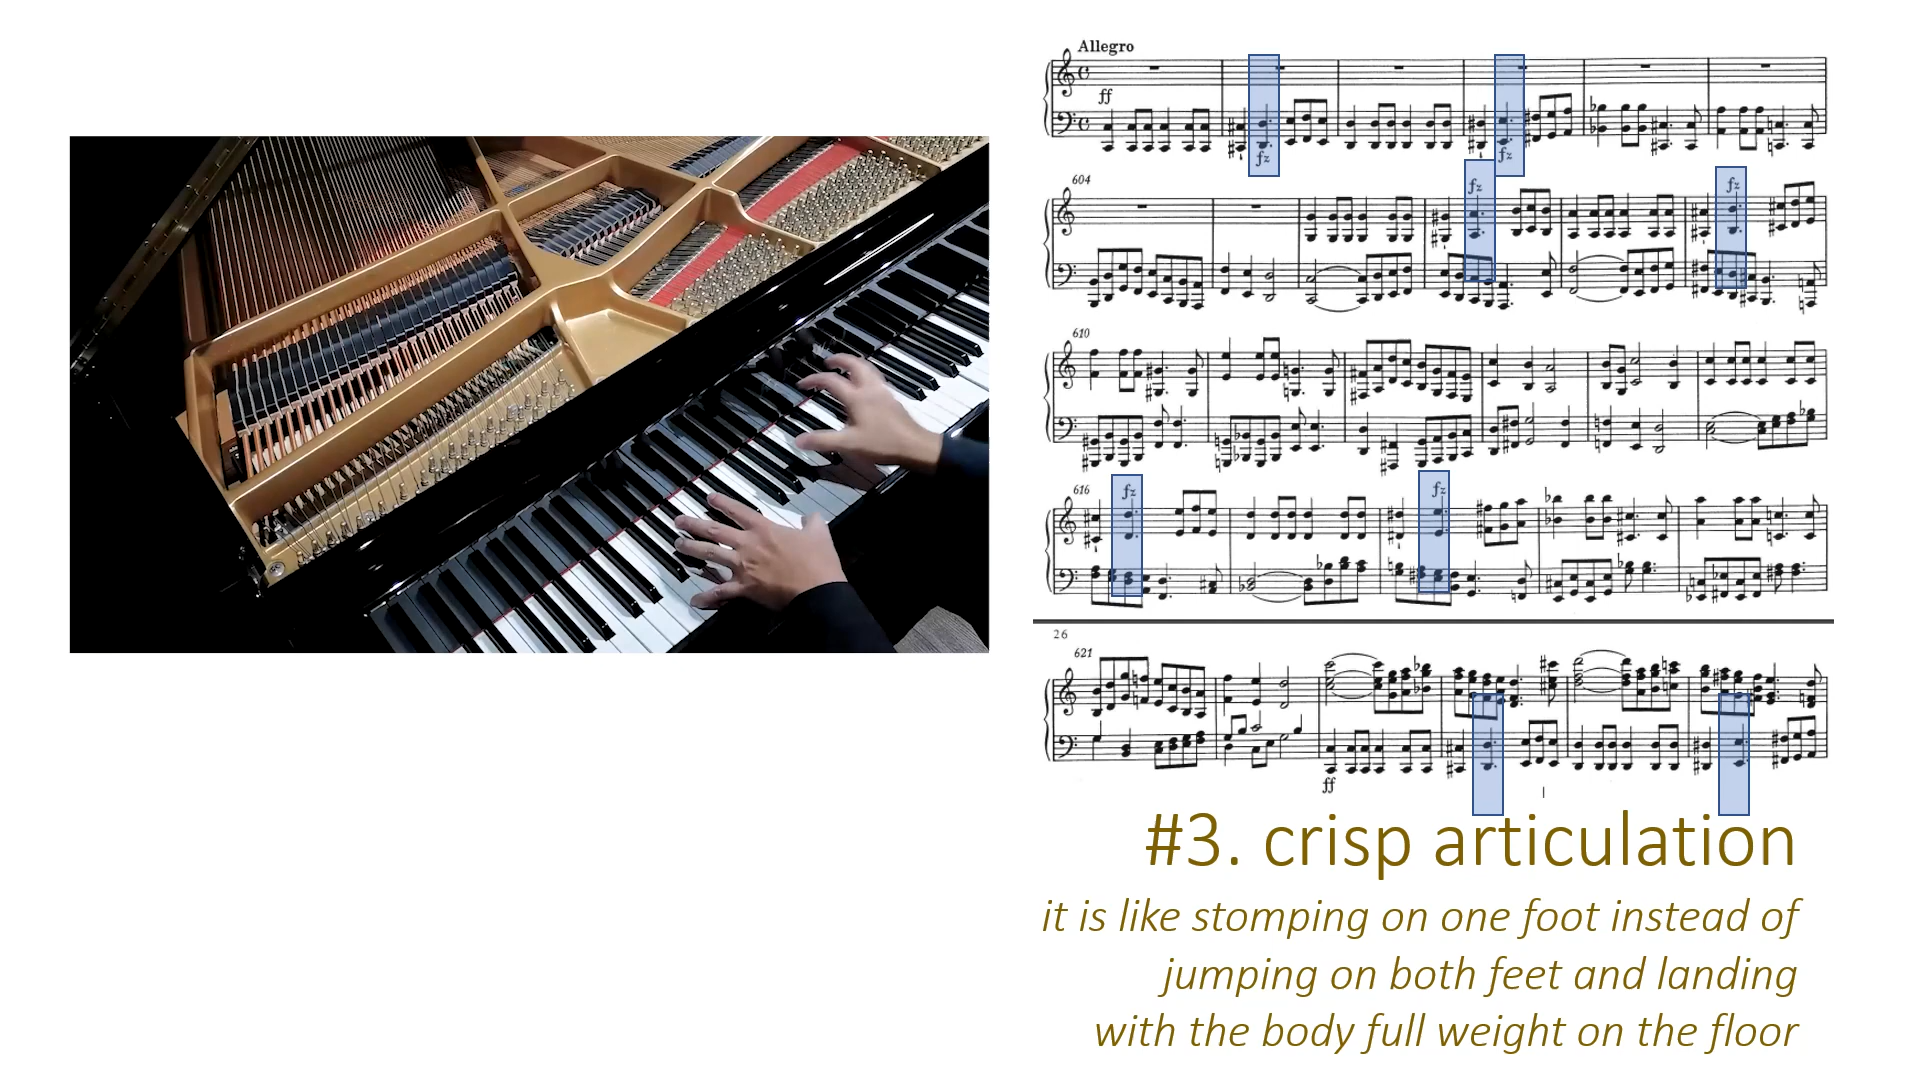 Allegro
ff
fz
fz
604
fz
fz
610
616
fz
fz
26
621
ff
#3. crisp articulation
it is like stomping on one foot instead of
jumping on both feet and landing
with the body full weight on the floor